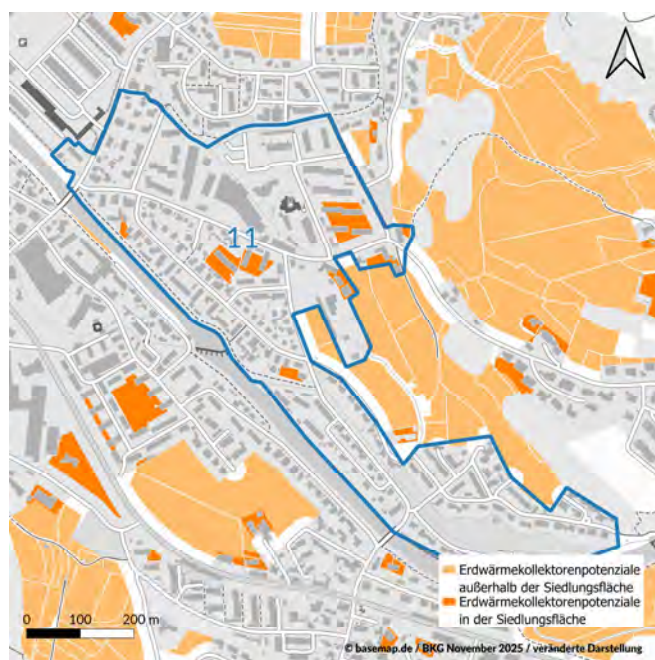 11
Erdwärmekollektorenpotenziale
außerhalb der Siedlungsfläche
Erdwärmekollektorenpotenziale
in der Siedlungsfläche
0 100 200 m
© basemap.de / BKG November 2025 / veränderte Darstellung